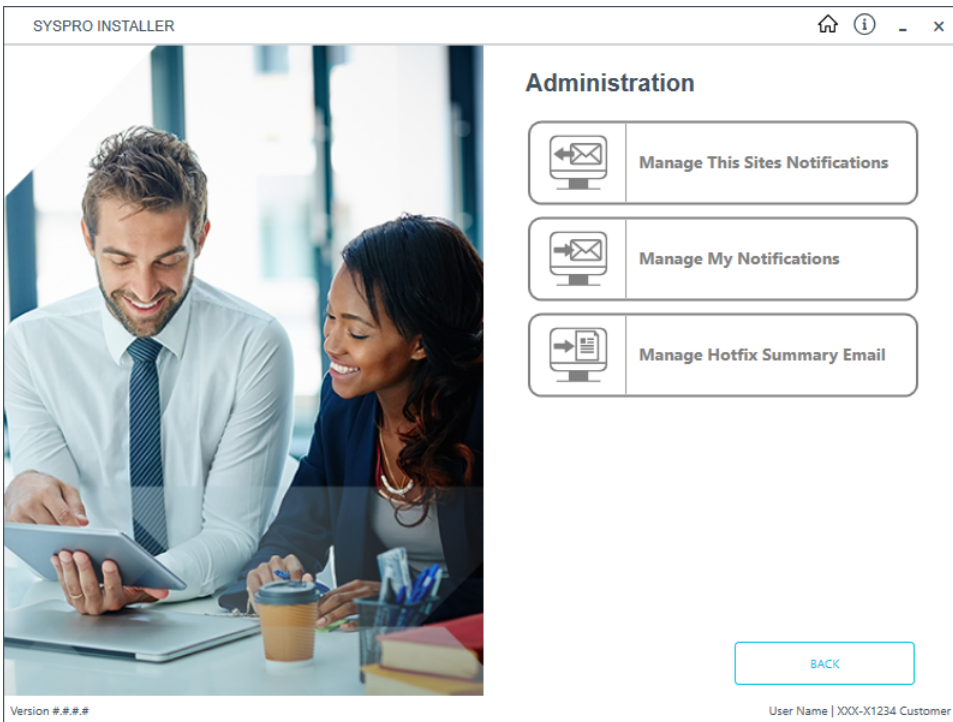 SYSPRO INSTALLER
Administration
Manage This Sites Notifications
Manage My Notifications
Manage Hotfix Summary Email
BACK
Version #.#.#.#
User Name | XXX-X1234 Customer